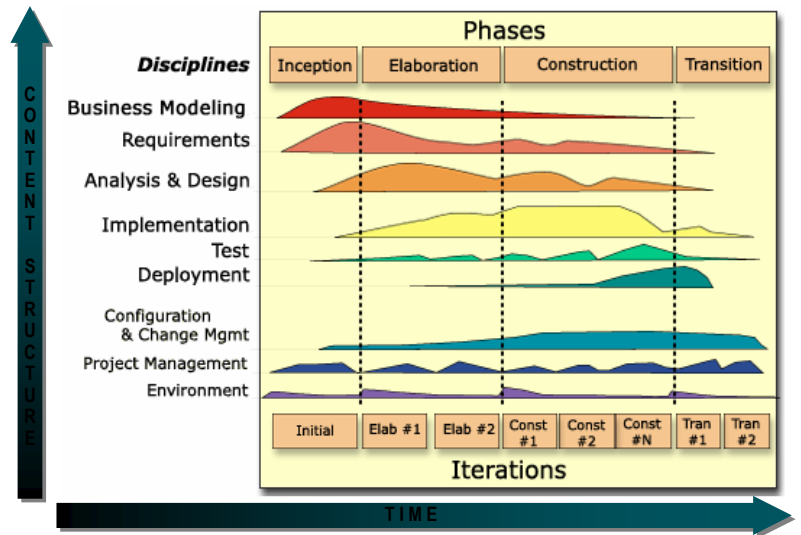 CONTENT STRUCTURE
Phases
Disciplines
Inception
Elaboration
Construction
Transition
Business Modeling
Requirements
Analysis & Design
Implementation
Test
Deployment
Configuration
& Change Mgmt
Project Management
Environment
Initial
Elab #1
Elab #2
Const
#1
Const
#2
Const
#N
Tran
#1
Tran
#2
Iterations
TIME